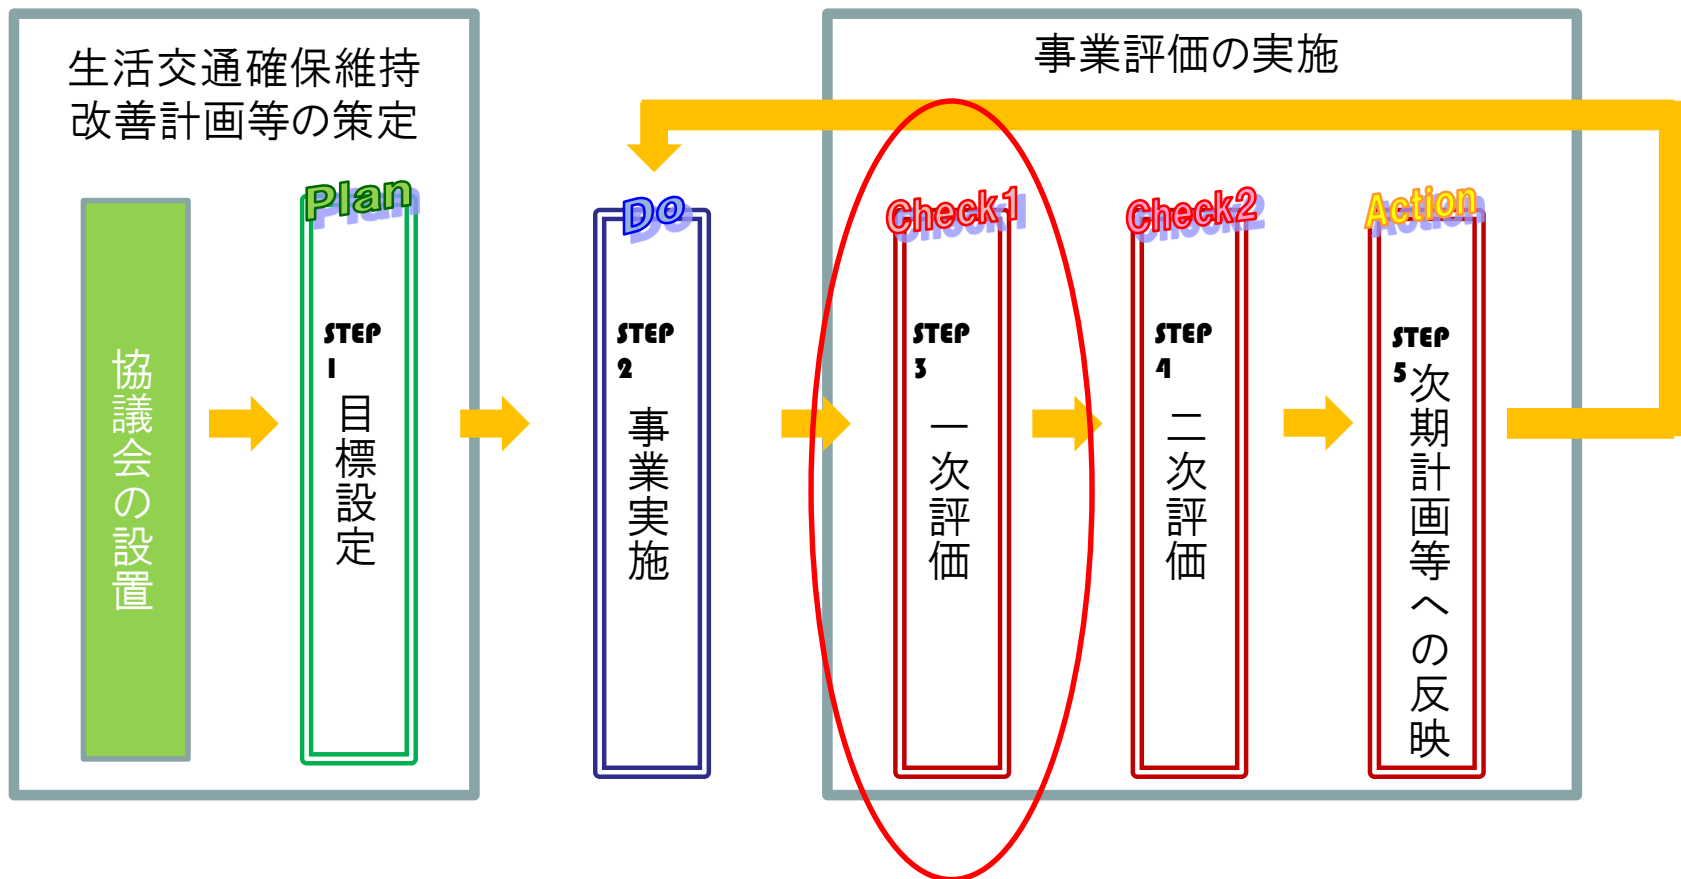 生活交通確保維持
改善計画等の策定
協議会の設置
Plan
STEP
1
目標設定
Do
STEP
2
事業実施
事業評価の実施
Check1
STEP
3
一次評価
Check2
STEP
4
二次評価
Action
STEP
5
次期計画等への反映